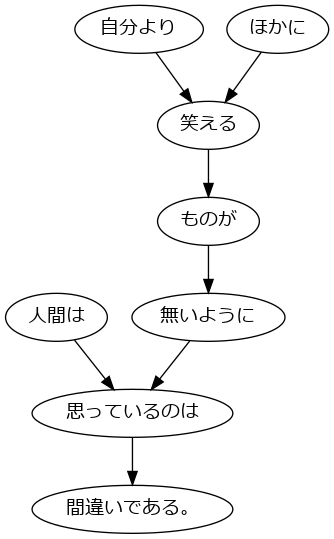 自分より
ほかに
笑える
ものが
人間は
無いように
思っているのは
間違いである。